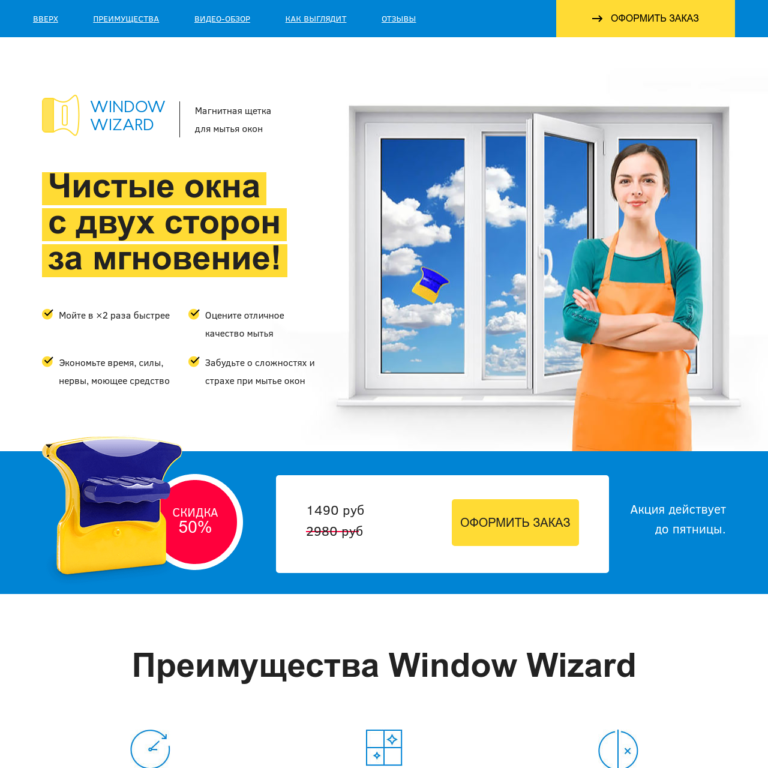 ВВЕРХ
ПРЕИМУЩЕСТВА
ВИДЕО-ОБЗОР
КАК ВЫГЛЯДИТ
ОТЗЫВЫ
ОФОРМИТЬ ЗАКАЗ
WINDOW
WIZARD
Магнитная щетка
для мытья окон
Чистые окна
с двух сторон
за мгновение!
Мойте в ×2 раза быстрее
Оцените отличное
качество мытья
Экономьте время, силы,
нервы, моющее средство
Забудьте о сложностях и
страхе при мытье окон
СКИДКА
50%
1490 руб
2980 руб
ОФОРМИТЬ ЗАКАЗ
Акция действует
до пятницы.
Преимущества Window Wizard